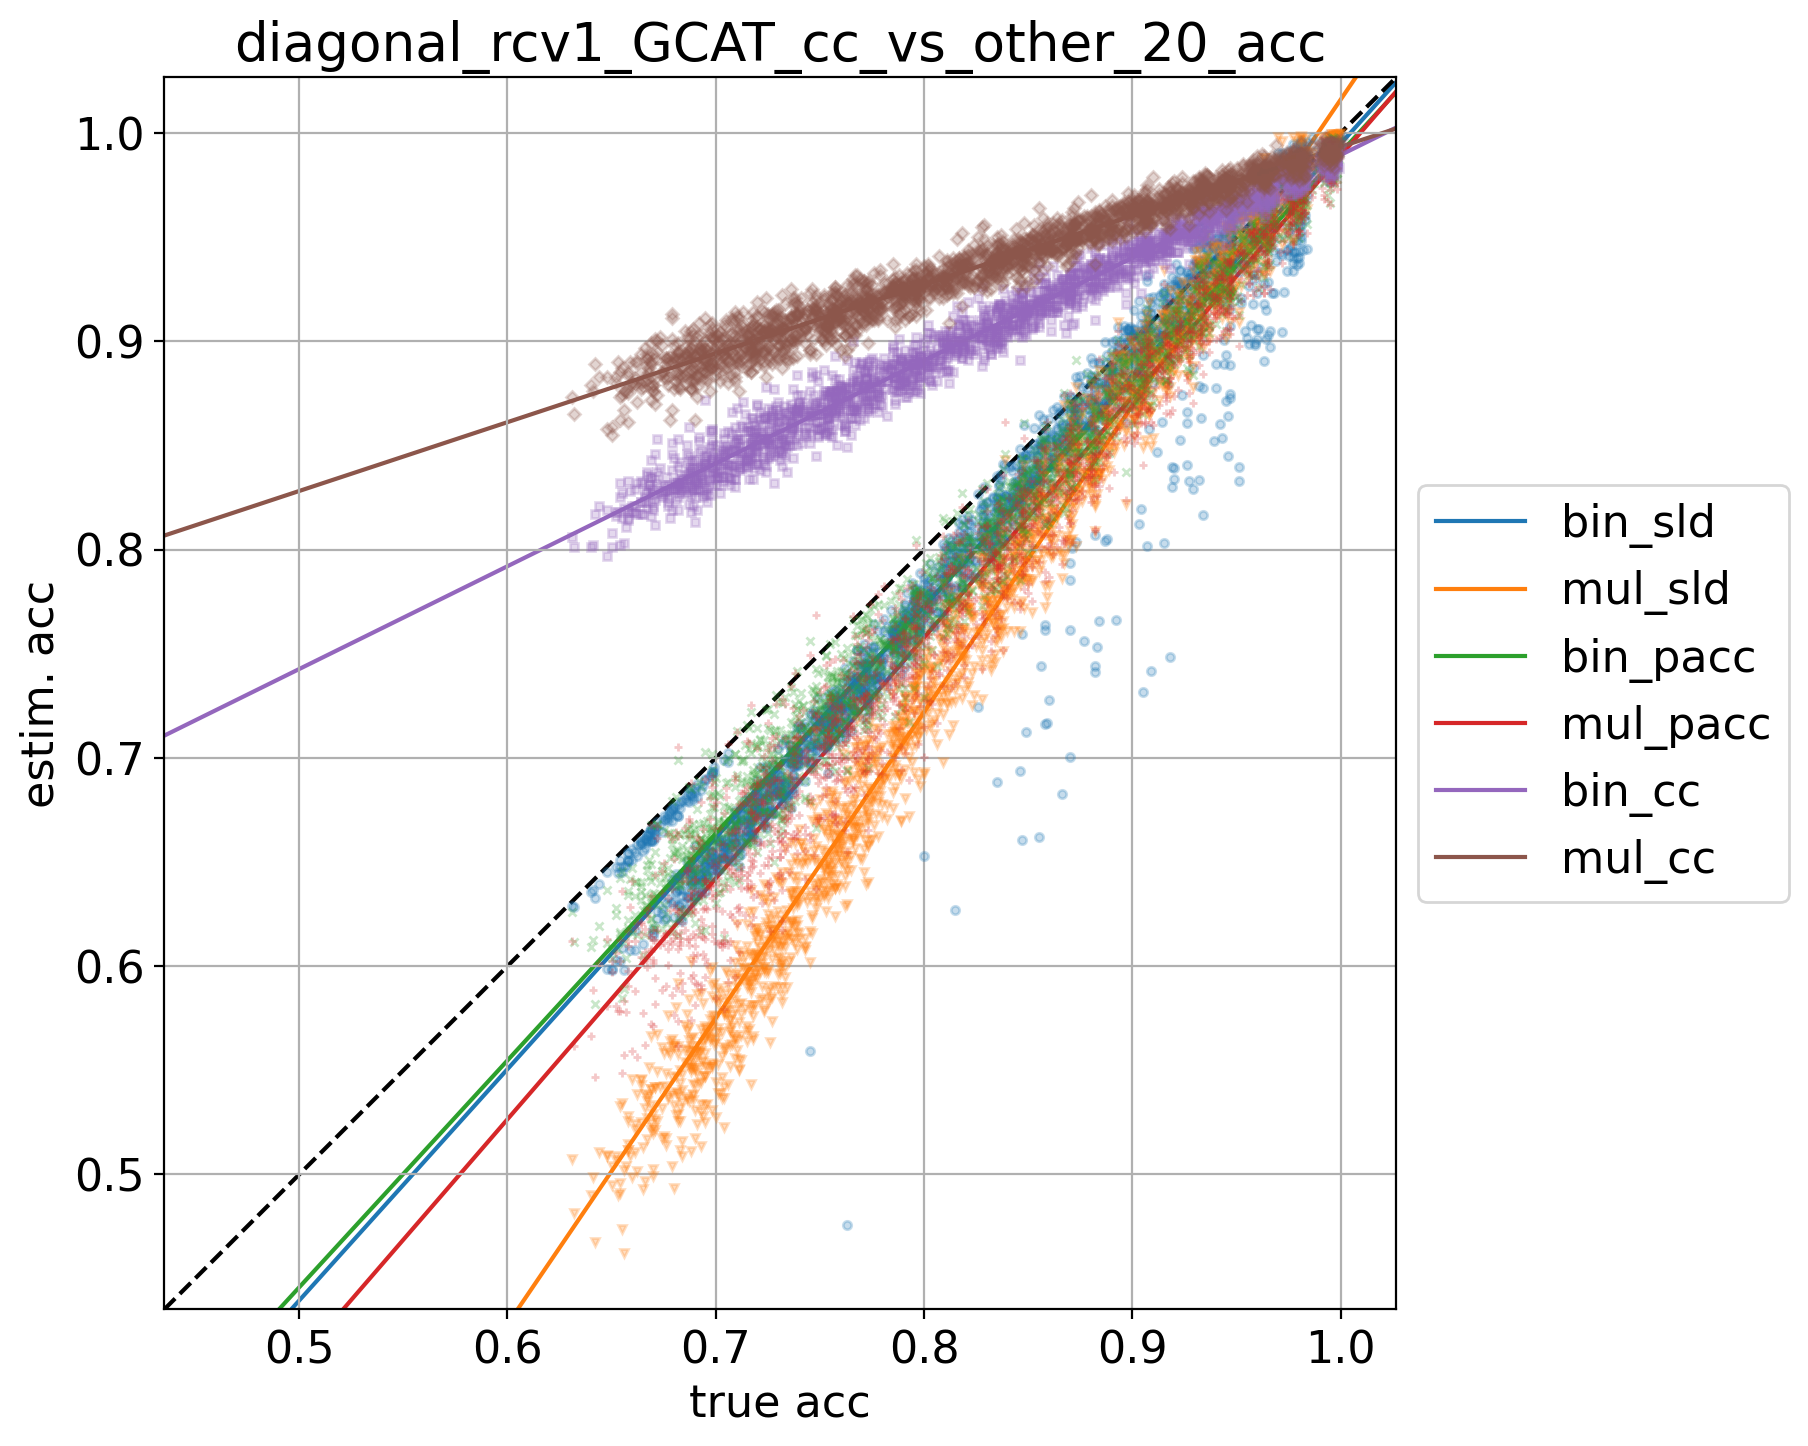 diagonal_rcv1_GCAT_cc_vs_other_20_acc
1.0
0.9
0.8
0.7
0.6
0.5
estim. acc
0.5 0.6 0.7 0.8 0.9 1.0
true acc
bin_sld
mul_sld
bin_pacc
mul_pacc
bin_cc
mul_cc